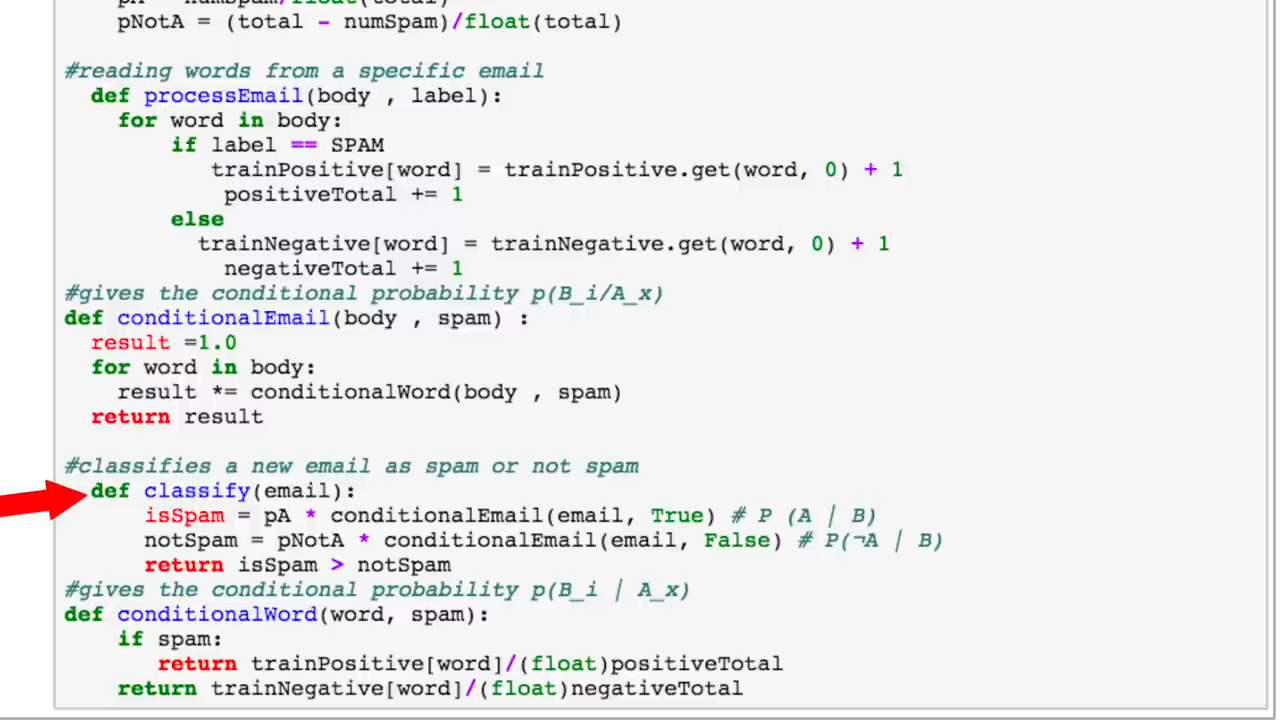 pA = numSpam/float(total)
pNotA = (total - numSpam)/float(total)
#reading words from a specific email
def processEmail(body , label):
for word in body:
if label == SPAM
trainPositive[word] = trainPositive.get(word, 0) + 1
positiveTotal += 1
else
trainNegative[word] = trainNegative.get(word, 0) + 1
negativeTotal += 1
#gives the conditional probability p(B_i/A_x)
def conditionalEmail(body , spam) :
result =1.0
for word in body:
result *= conditionalWord(body , spam)
return result
#classifies a new email as spam or not spam
def classify(email):
isSpam = pA * conditionalEmail(email, True) # P (A | B)
notSpam = pNotA * conditionalEmail(email, False) # P(¬A | B)
return isSpam > notSpam
#gives the conditional probability p(B_i | A_x)
def conditionalWord(word, spam):
if spam:
return trainPositive[word]/(float)positiveTotal
return trainNegative[word]/(float)negativeTotal